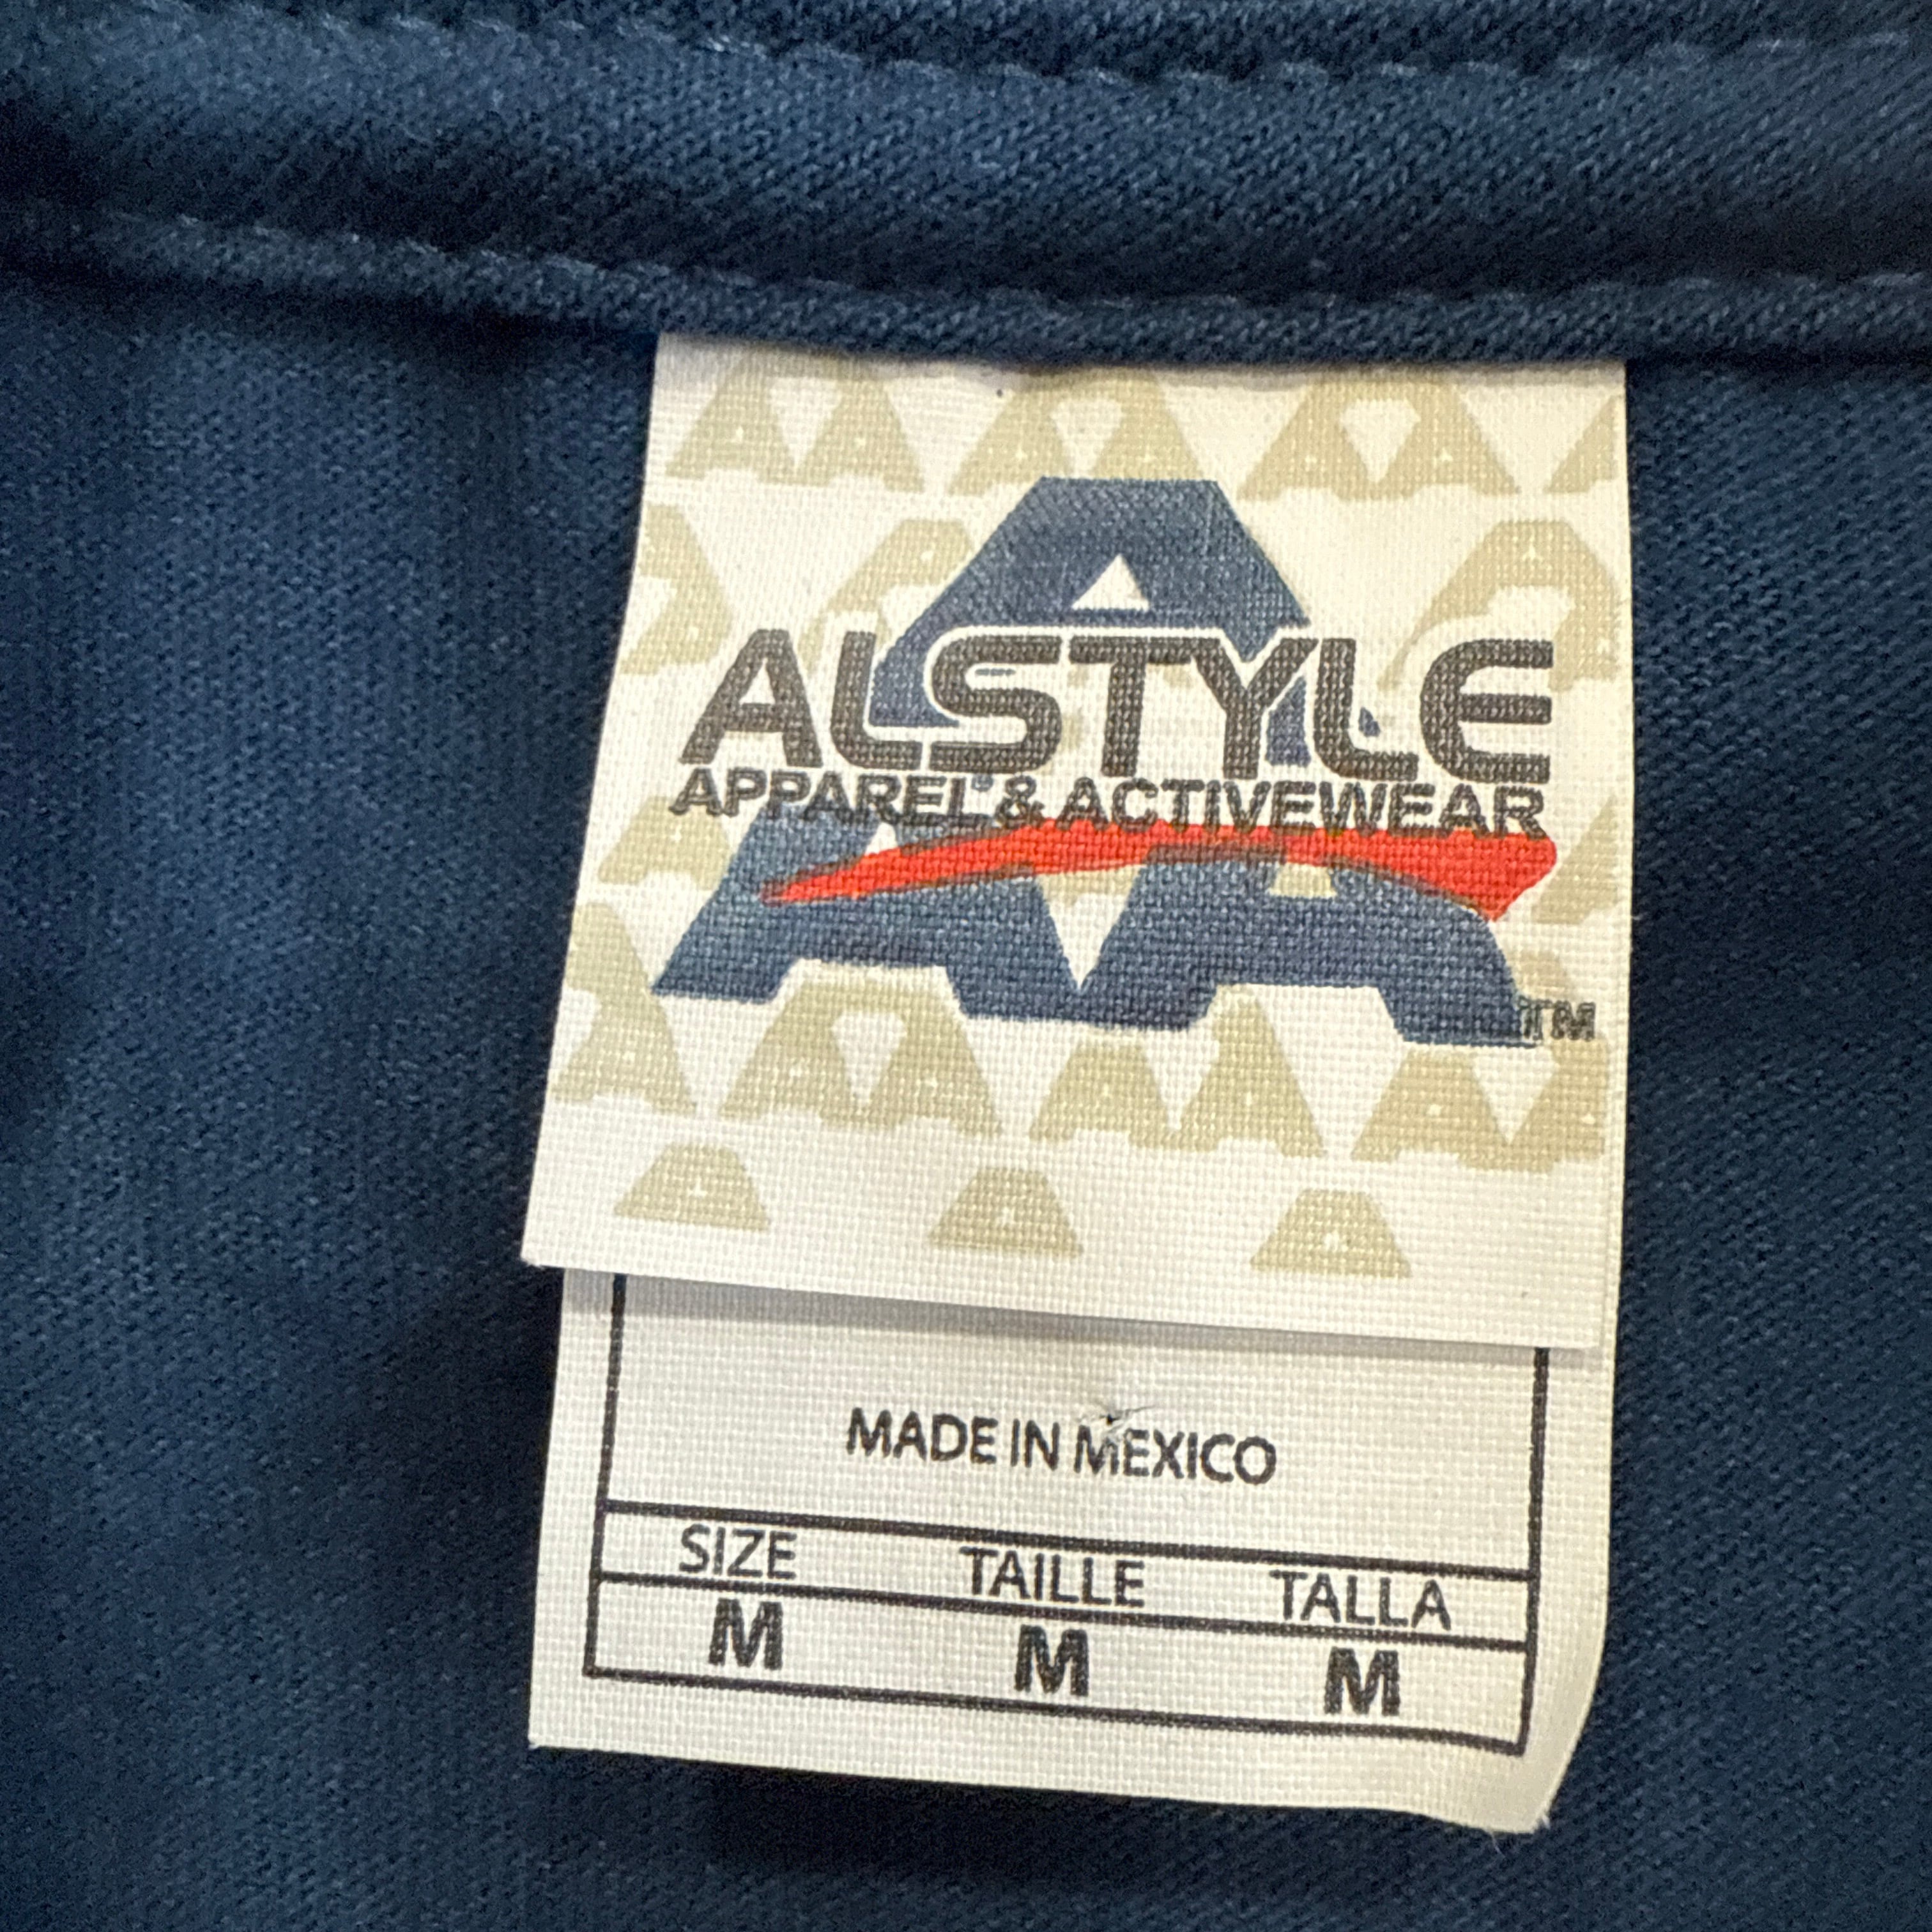 ALSTYLE
APPAREL® & ACTIVEWEAR
TM
MADE IN MEXICO
SIZE TAILLE TALLA
M M M